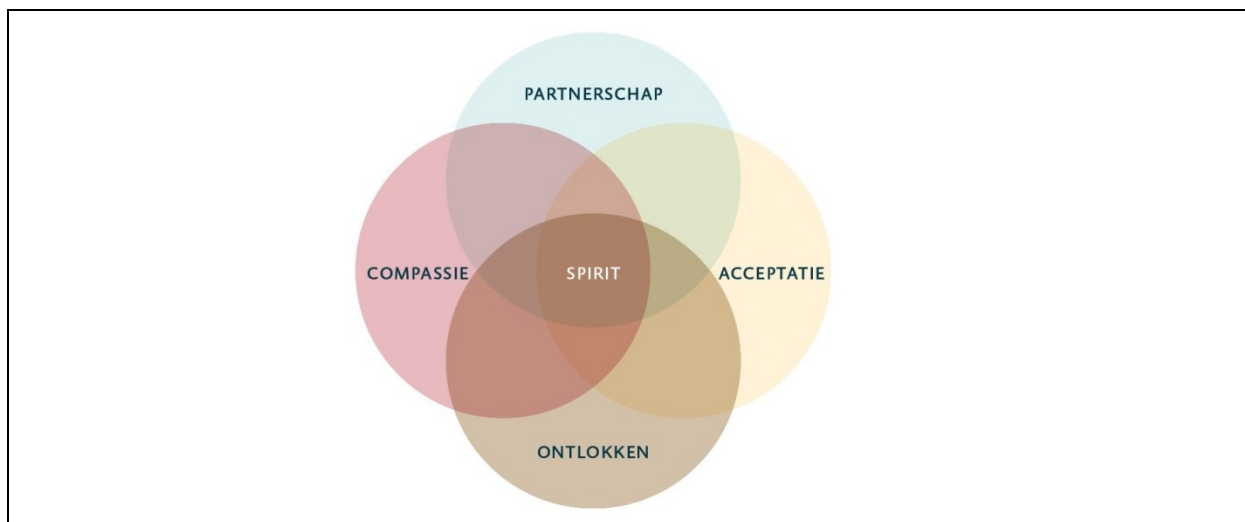 PARTNERSCHAP
COMPASSIE
SPIRIT
ACCEPTATIE
ONTLOKKEN